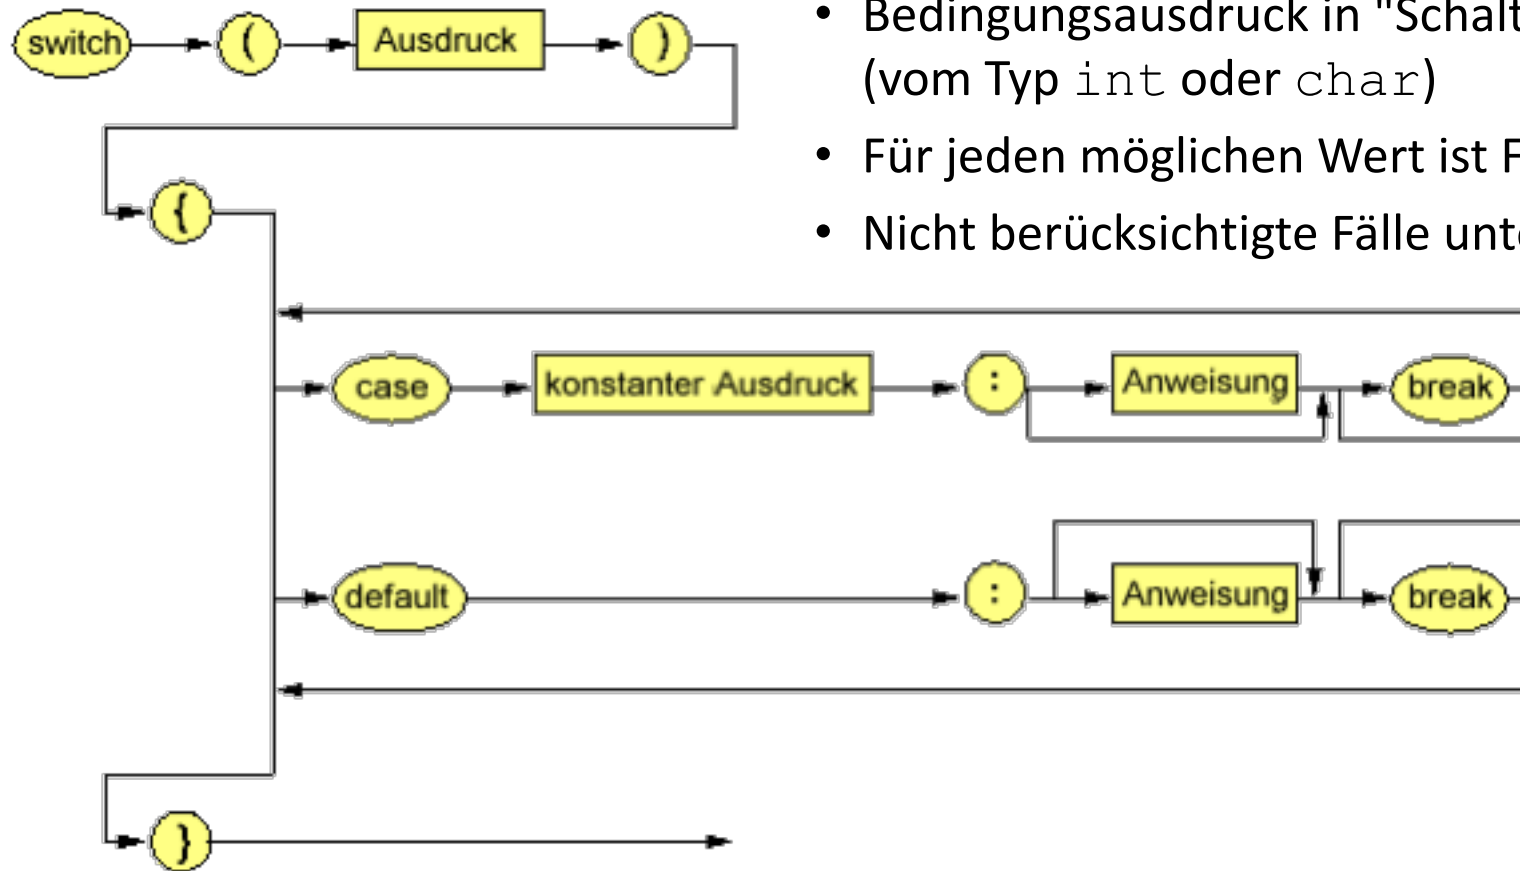 switch ( Ausdruck )
• Bedingungsausdruck in "Schalt
(vom Typ int oder char)
• Für jeden möglichen Wert ist F
• Nicht berücksichtigte Fälle unte
{
case konstanter Ausdruck : Anweisung break
default : Anweisung break
}